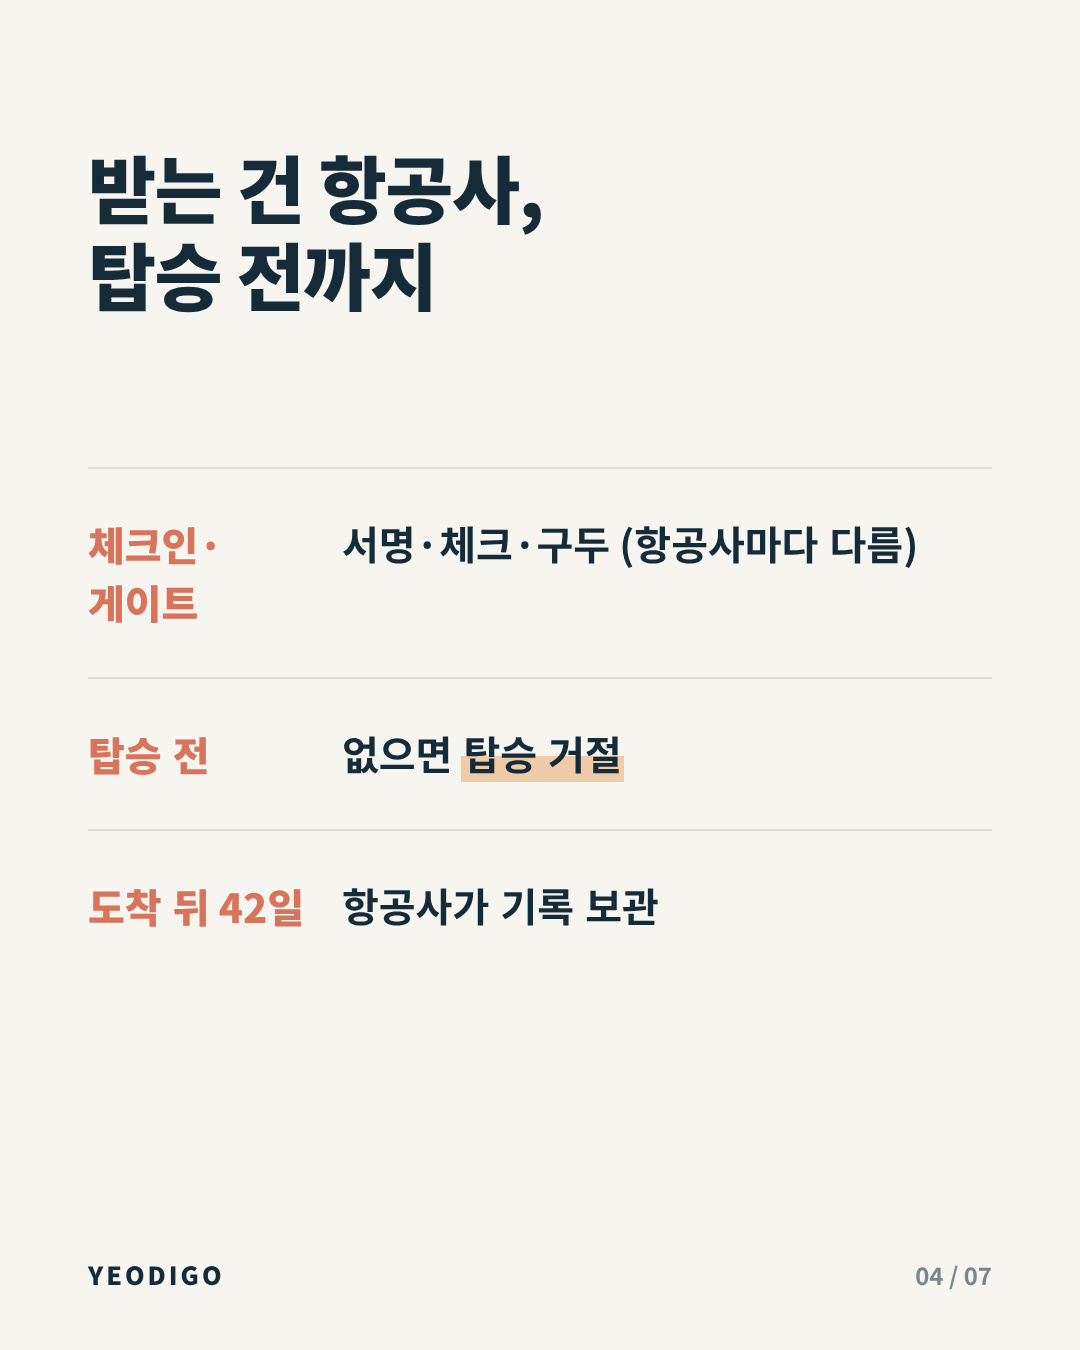 받는 건 항공사,
탑승 전까지
체크인·
게이트
서명·체크·구두 (항공사마다 다름)
탑승 전
없으면 탑승 거절
도착 뒤 42일
항공사가 기록 보관
YEODIGO
04 / 07